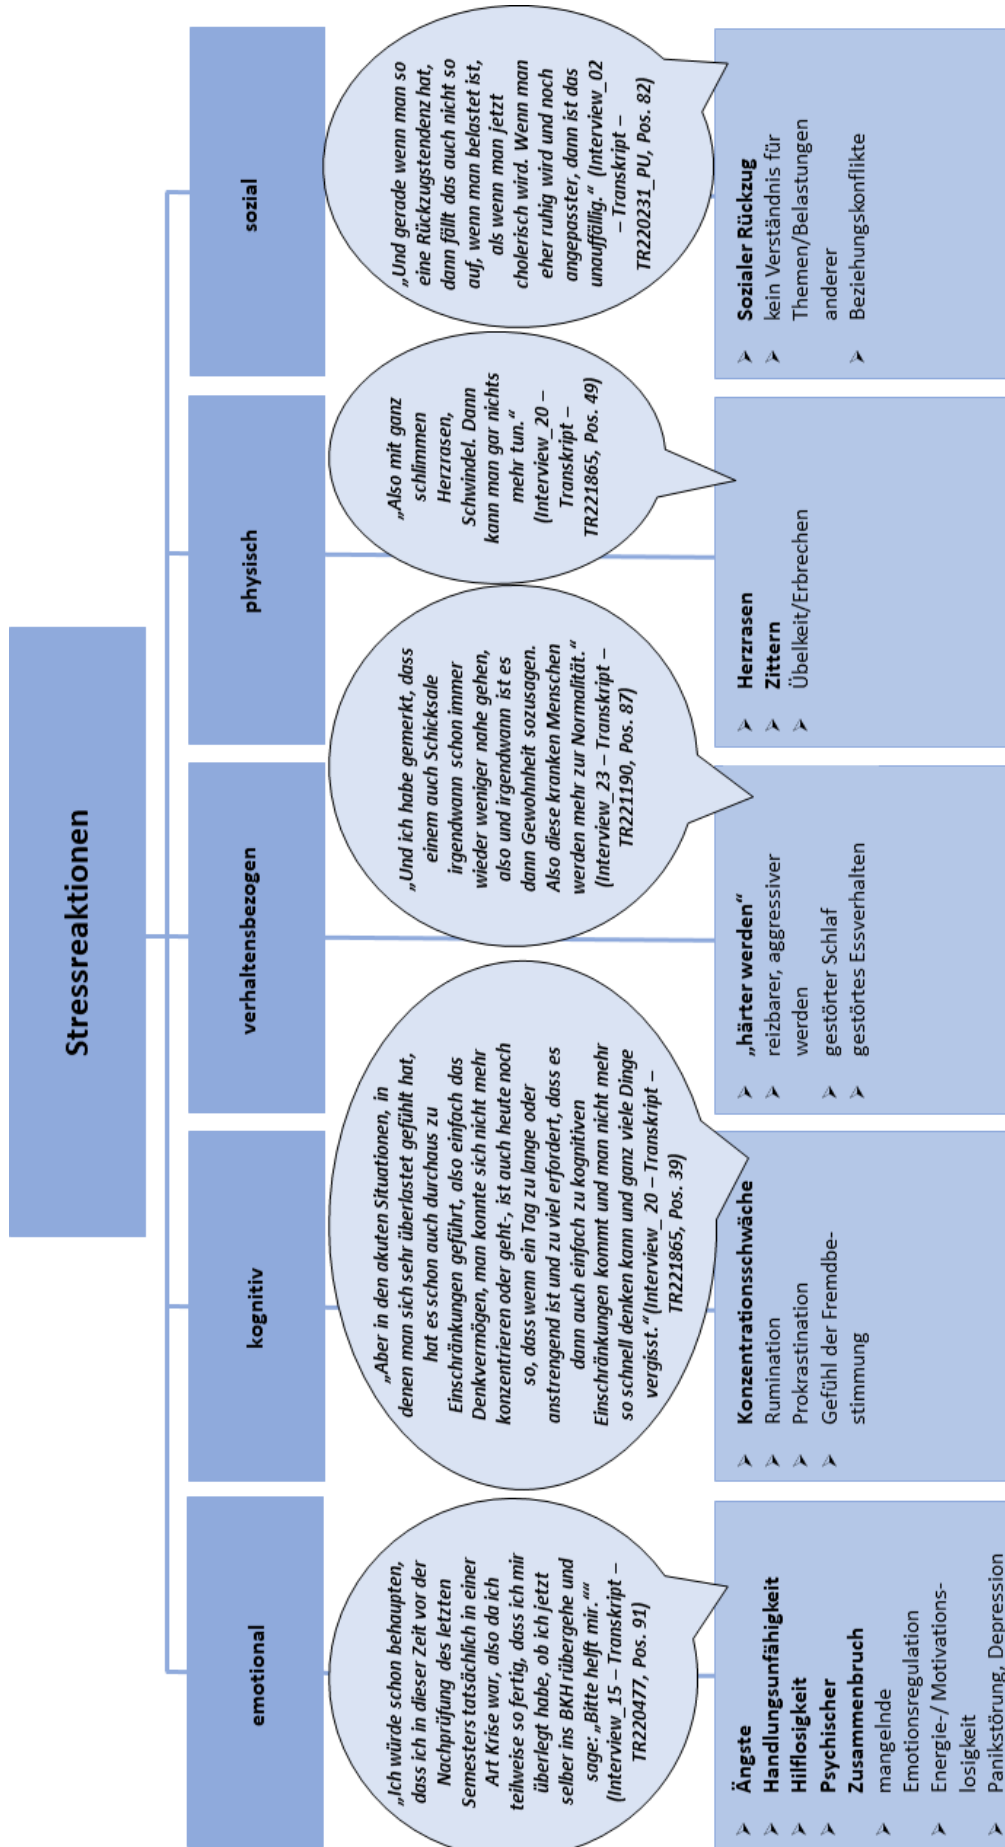 Stressreaktionen
emotional
kognitiv
verhaltensbezogen
physisch
sozial
„Ich würde schon behaupten,
dass ich in dieser Zeit vor der
Nachprüfung des letzten
Semesters tatsächlich in einer
Art Krise war, also da ich
teilweise so fertig, dass ich mir
überlegt habe, ob ich jetzt
selber ins BKH rübergehe und
sage: „Bitte helft mir.““
(Interview_15 – Transkript –
TR220477, Pos. 91)
„Aber in den akuten Situationen, in
denen man sich sehr überlastet gefühlt hat,
hat es schon auch durchaus zu
Einschränkungen geführt, also einfach das
Denkvermögen, man konnte sich nicht mehr
konzentrieren oder geht-, ist auch heute noch
so, dass wenn ein Tag zu lange oder
anstrengend ist und zu viel erfordert, dass es
dann auch einfach zu kognitiven
Einschränkungen kommt und man nicht mehr
so schnell denken kann und ganz viele Dinge
vergisst.“ (Interview_20 – Transkript –
TR221865, Pos. 39)
„Und ich habe gemerkt, dass
einem auch Schicksale
irgendwann schon immer
wieder weniger nahe gehen,
also und irgendwann ist es
dann Gewohnheit sozusagen.
Also diese kranken Menschen
werden mehr zur Normalität.“
(Interview_23 – Transkript –
TR221190, Pos. 87)
„Also mit ganz
schlimmen
Herzrasen,
Schwindel. Dann
kann man gar nichts
mehr tun.“
(Interview_20 –
Transkript –
TR221865, Pos. 49)
„Und gerade wenn man so
eine Rückzugstendenz hat,
dann fällt das auch nicht so
auf, wenn man belastet ist,
als wenn man jetzt
cholerisch wird. Wenn man
eher ruhig wird und noch
angepasster, dann ist das
unauffällig.“ (Interview_02
– Transkript –
TR220231_PU, Pos. 82)
➢ Ängste
➢ Handlungsunfähigkeit
➢ Hilflosigkeit
➢ Psychischer
Zusammenbruch
➢ mangelnde
Emotionsregulation
➢ Energie-/ Motivations-
losigkeit
➢ Panikstörung, Depression
➢ Konzentrationsschwäche
➢ Rumination
➢ Prokrastination
➢ Gefühl der Fremdbe-
stimmung
➢ „härter werden“
➢ reizbarer, aggressiver
werden
➢ gestörter Schlaf
➢ gestörtes Essverhalten
➢ Herzrasen
➢ Zittern
➢ Übelkeit/Erbrechen
➢ Sozialer Rückzug
➢ kein Verständnis für
Themen/Belastungen
anderer
➢ Beziehungskonflikte